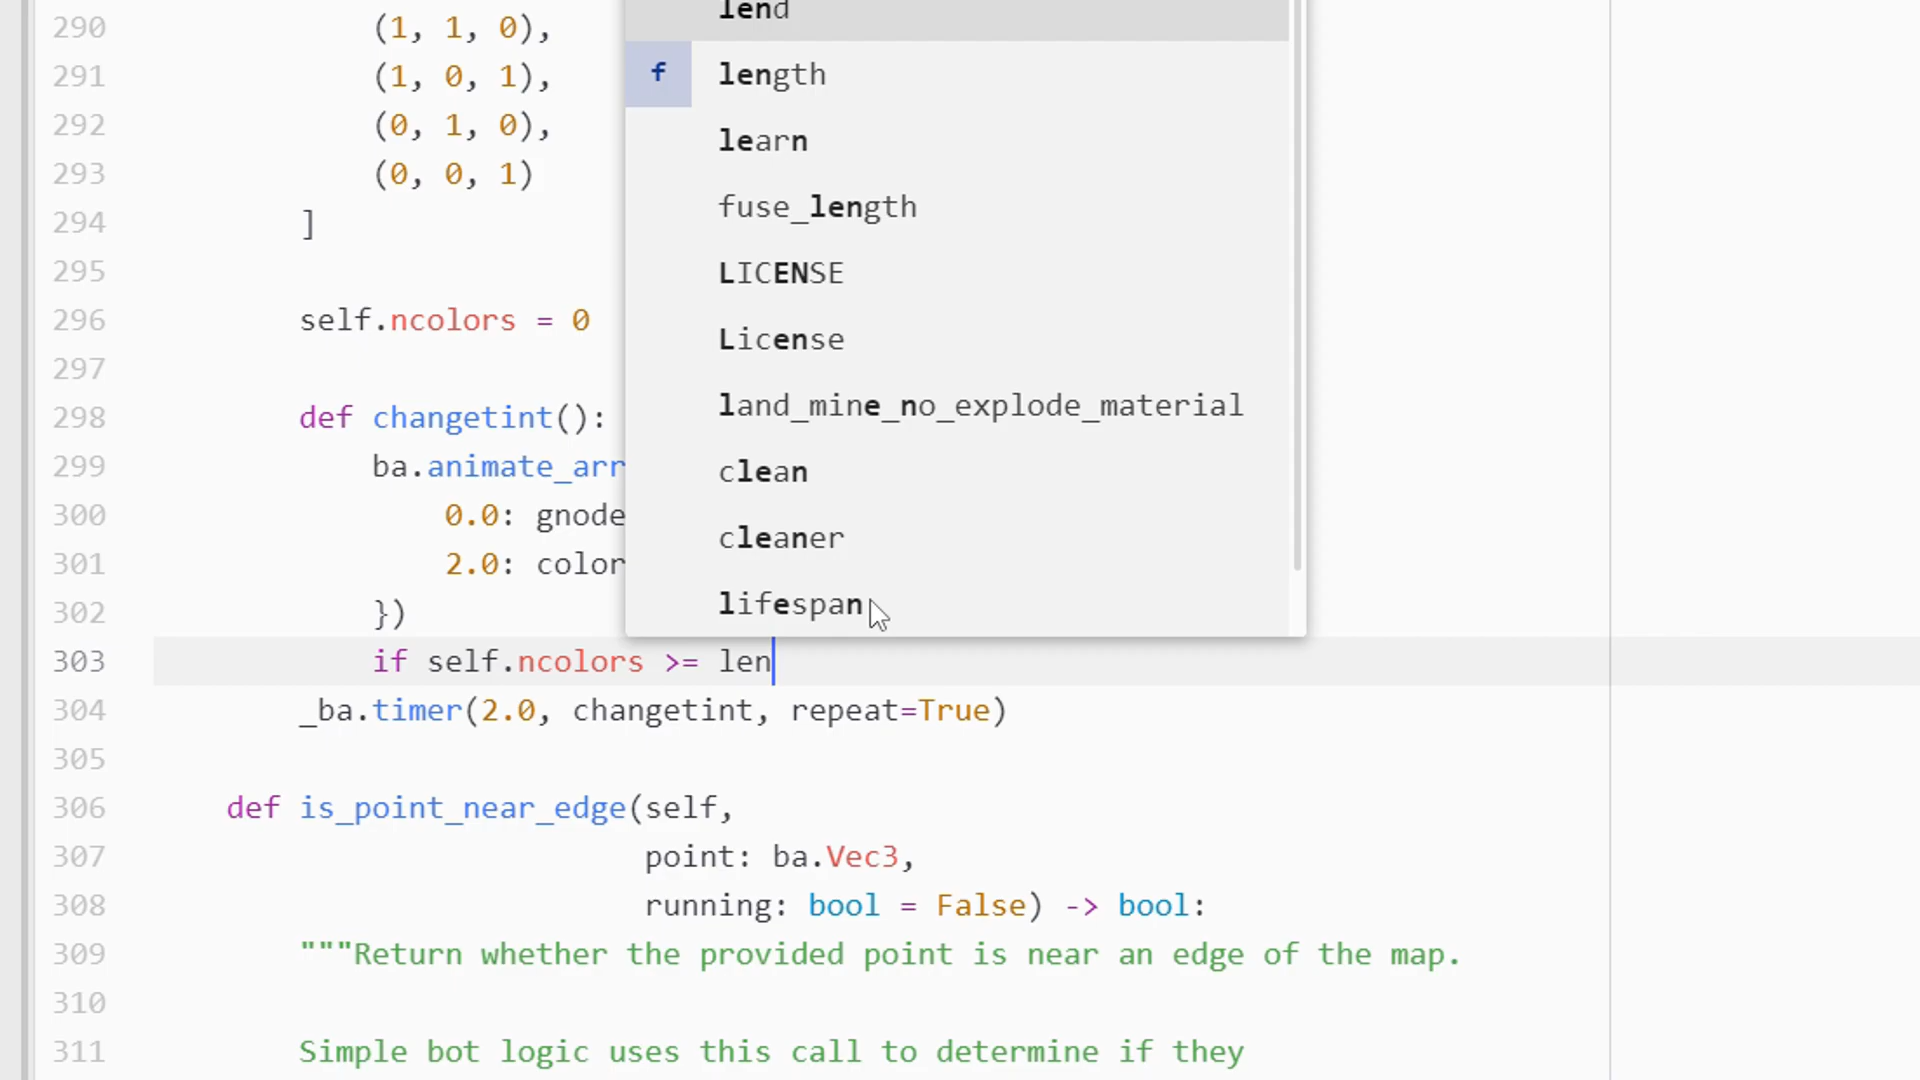 290 (1, 1, 0),
291 (1, 0, 1),
292 (0, 1, 0),
293 (0, 0, 1)
294 ]
295
296 self.ncolors = 0
297
298 def changetint():
299 ba.animate_arr
300 0.0: gnode
301 2.0: color
302 })
303 if self.ncolors >= len
304 _ba.timer(2.0, changetint, repeat=True)
305
306 def is_point_near_edge(self,
307 point: ba.Vec3,
308 running: bool = False) -> bool:
309 """Return whether the provided point is near an edge of the map.
310
311 Simple bot logic uses this call to determine if they
lend
f length
learn
fuse_length
LICENSE
License
land_mine_no_explode_material
clean
cleaner
lifespan